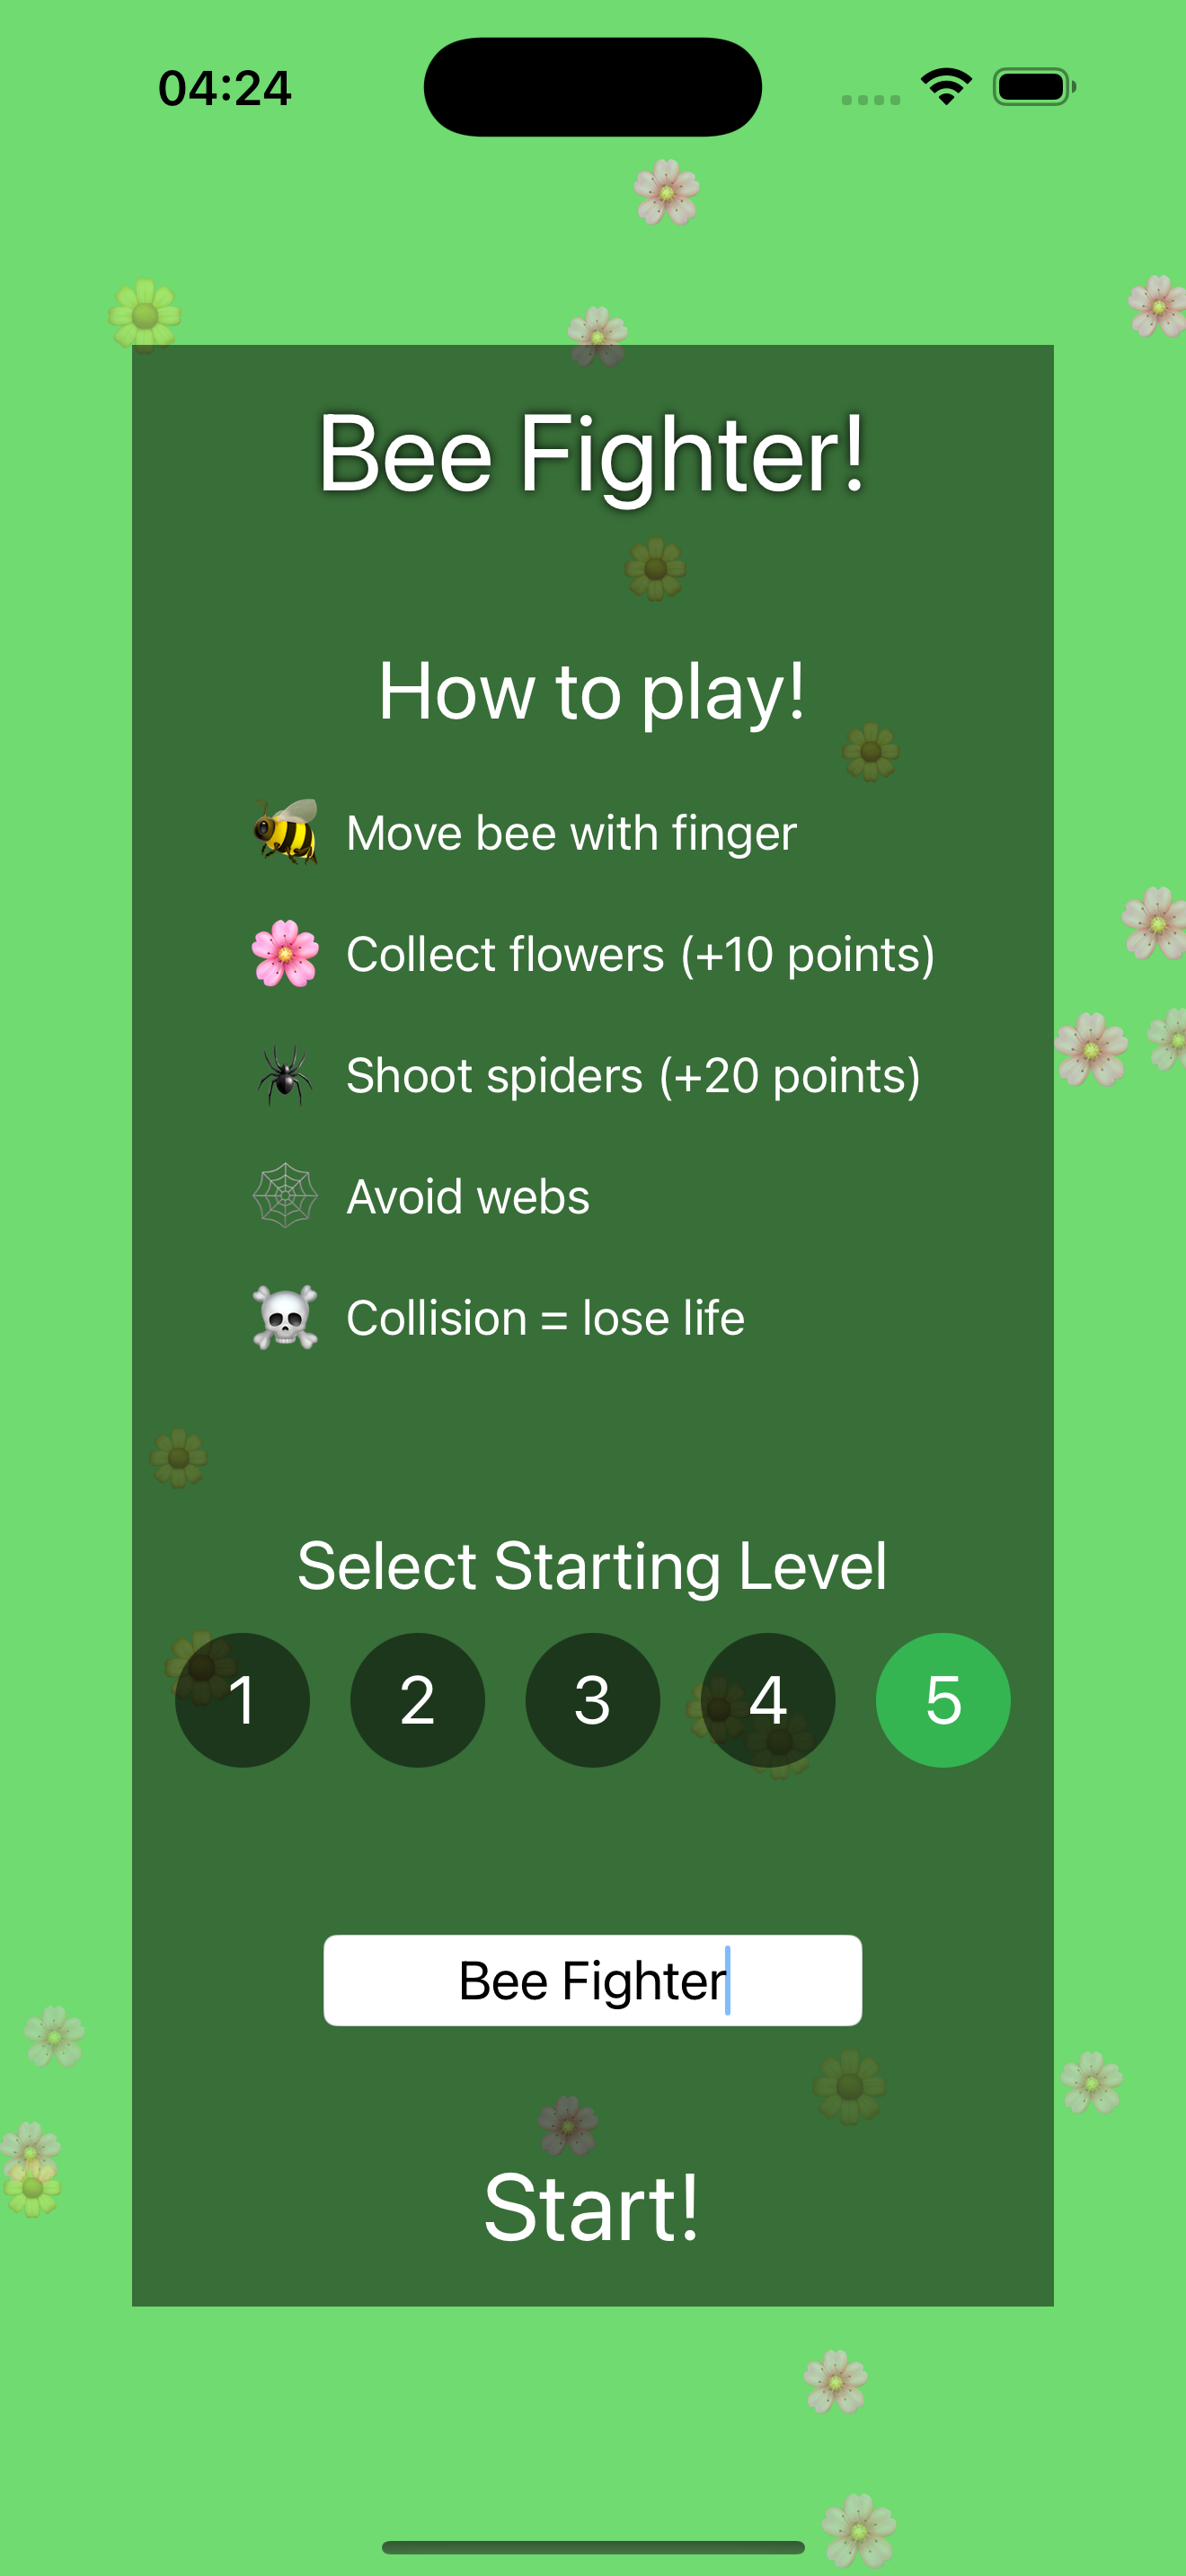 04:24
Bee Fighter!
How to play!
Move bee with finger
Collect flowers (+10 points)
Shoot spiders (+20 points)
Avoid webs
Collision = lose life
Select Starting Level
1 2 3 4 5
Bee Fighter
Start!